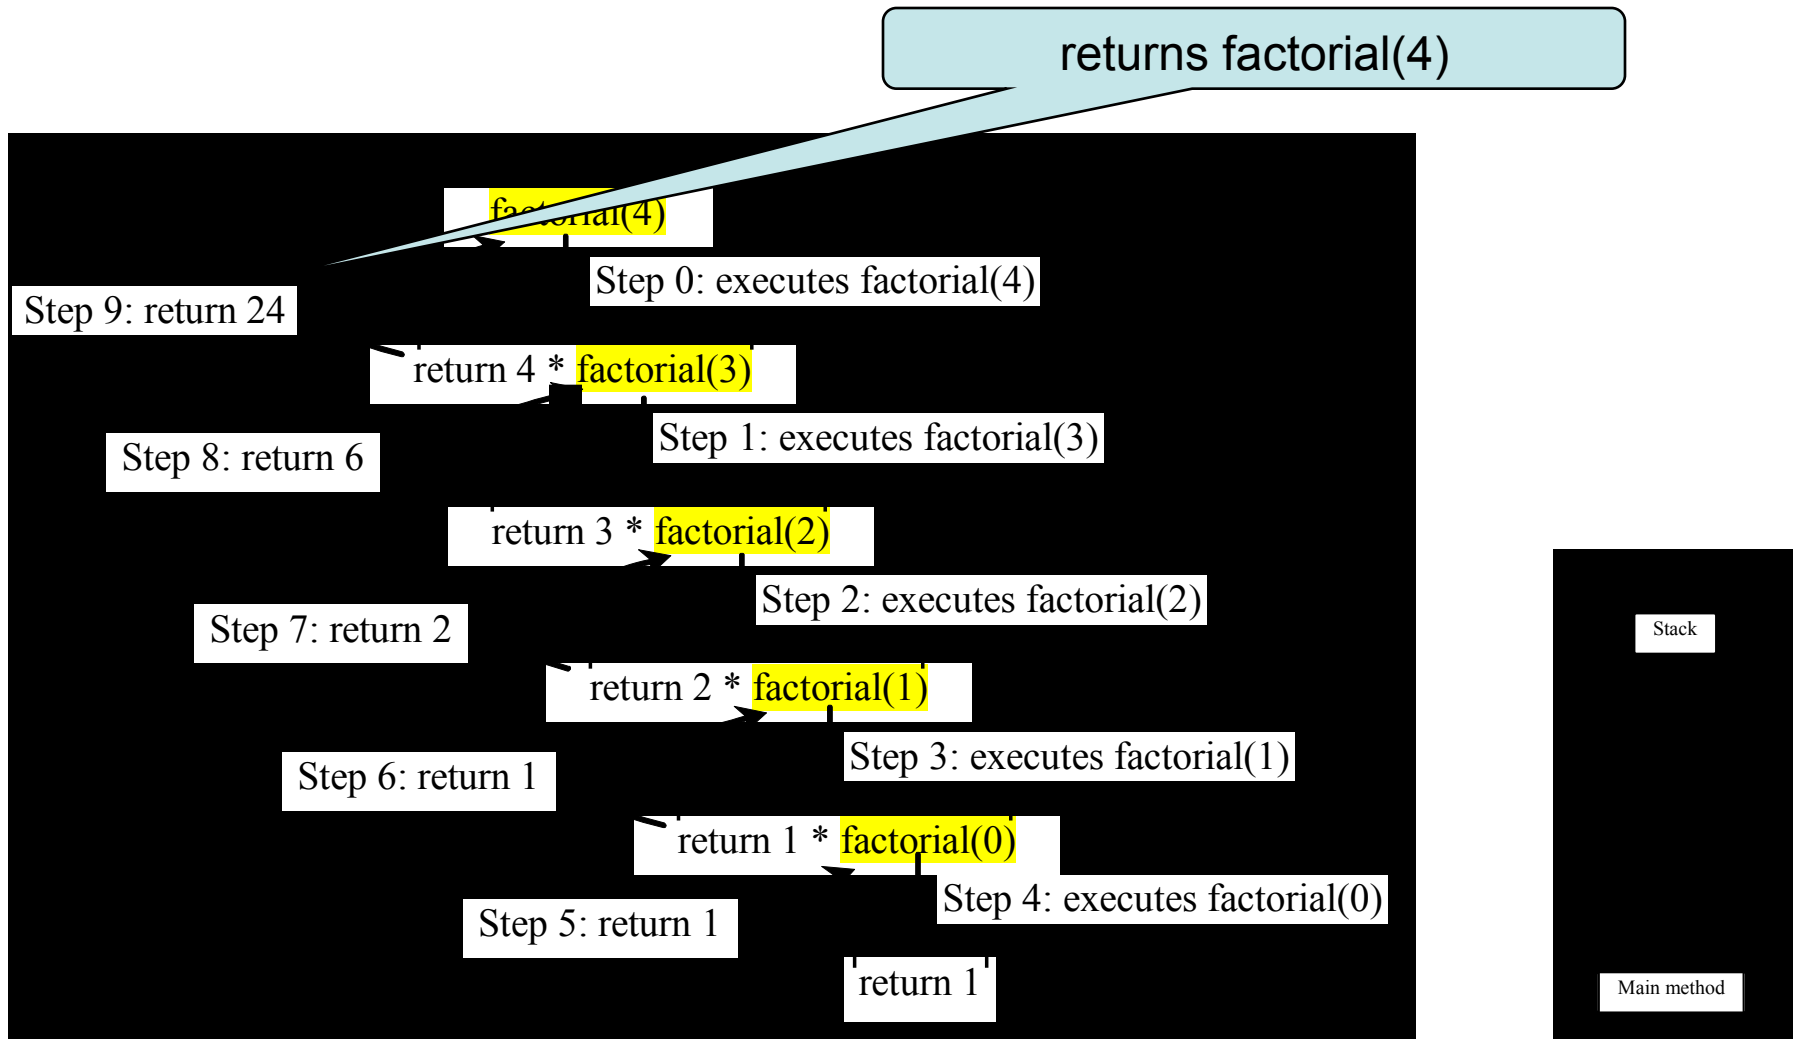 returns factorial(4)
factorial(4)
Step 0: executes factorial(4)
Step 9: return 24
return 4 * factorial(3)
Step 1: executes factorial(3)
Step 8: return 6
return 3 * factorial(2)
Step 2: executes factorial(2)
Step 7: return 2
return 2 * factorial(1)
Step 3: executes factorial(1)
Step 6: return 1
return 1 * factorial(0)
Step 4: executes factorial(0)
Step 5: return 1
return 1
Stack
Main method